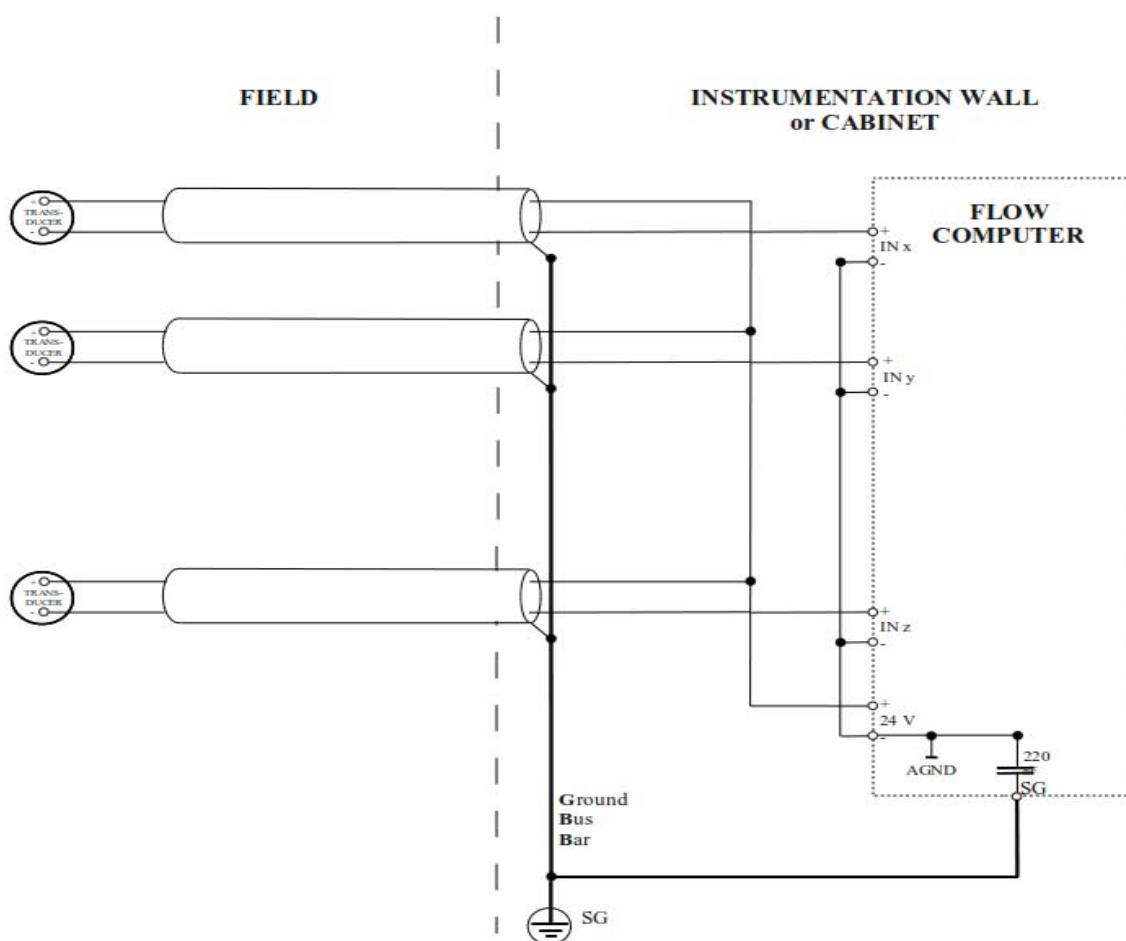 FIELD
INSTRUMENTATION WALL
or CABINET
FLOW
COMPUTER
+
TRANS-
DUCER
-
+
IN x
-
+
TRANS-
DUCER
-
+
IN y
-
+
TRANS-
DUCER
-
+
IN z
-
+
24 V
-
AGND
220
SG
Ground
Bus
Bar
SG